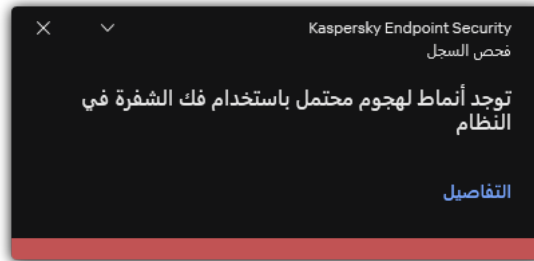 Kaspersky Endpoint Security
فحص السجل
توجد أنماط لهجوم محتمل باستخدام فك الشفرة في
النظام
التفاصيل